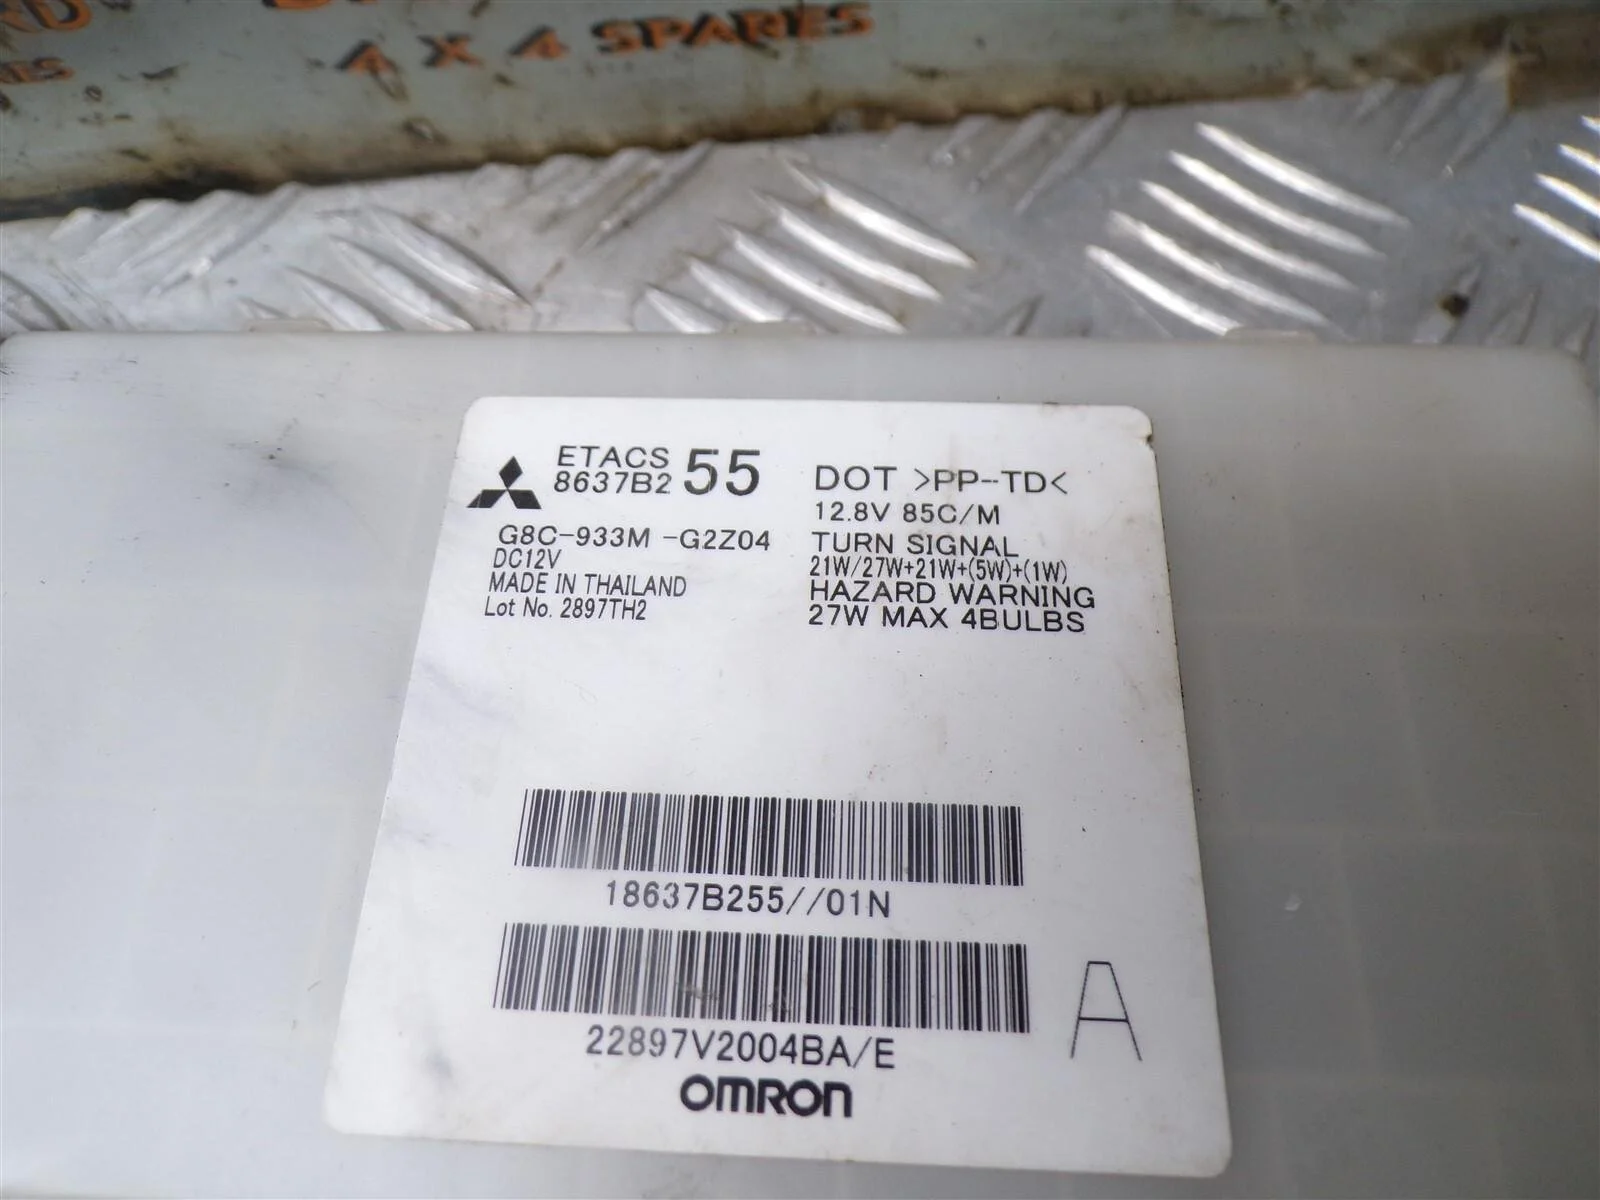 4 X 4 SPARES
ETACS
8637B2 55
G8C-933M -G2Z04
DC12V
MADE IN THAILAND
Lot No. 2897TH2
DOT >PP--TD<
12.8V 85C/M
TURN SIGNAL
21W/27W+21W+(5W)+(1W)
HAZARD WARNING
27W MAX 4BULBS
18637B255//01N
22897V2004BA/E
A
OMRON